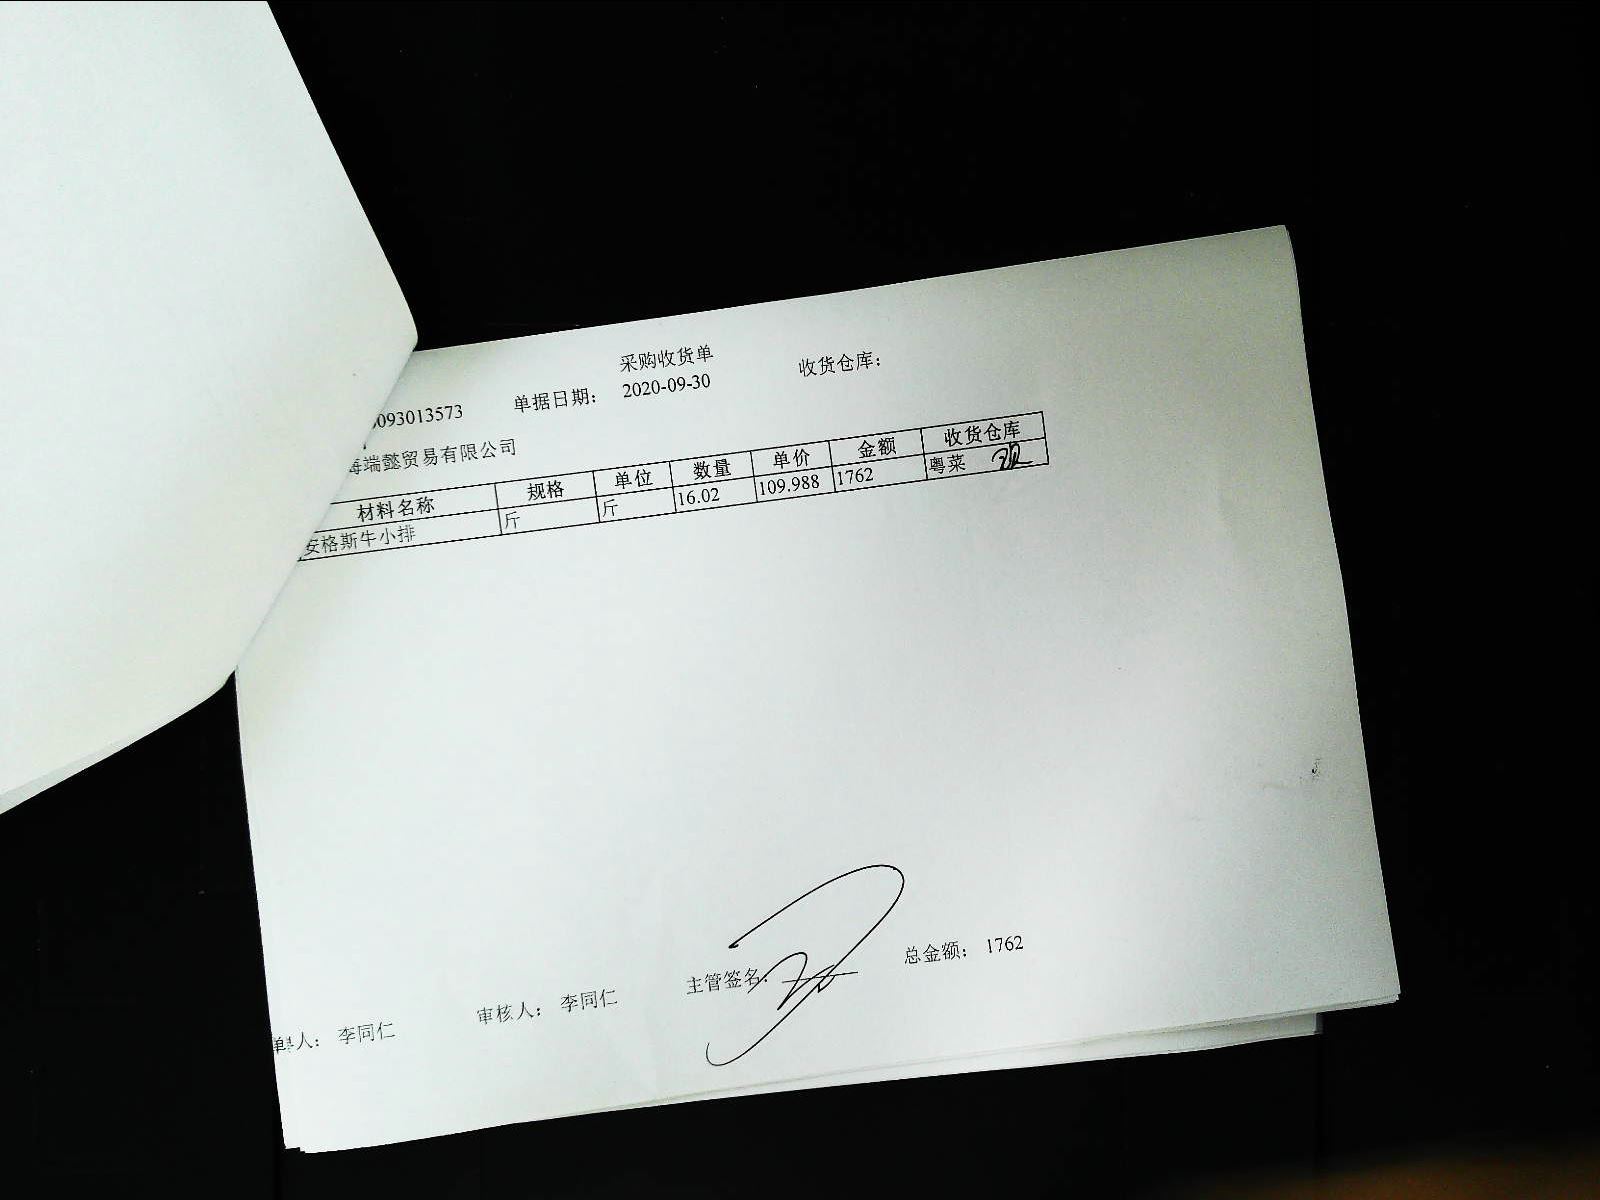 采购收货单
093013573 单据日期： 2020-09-30 收货仓库：
海端懿贸易有限公司
材料名称 规格 单位 数量 单价 金额 收货仓库
安格斯牛小排 斤 斤 16.02 109.988 1762 粤菜
单人： 李同仁 审核人： 李同仁 主管签名： 总金额： 1762